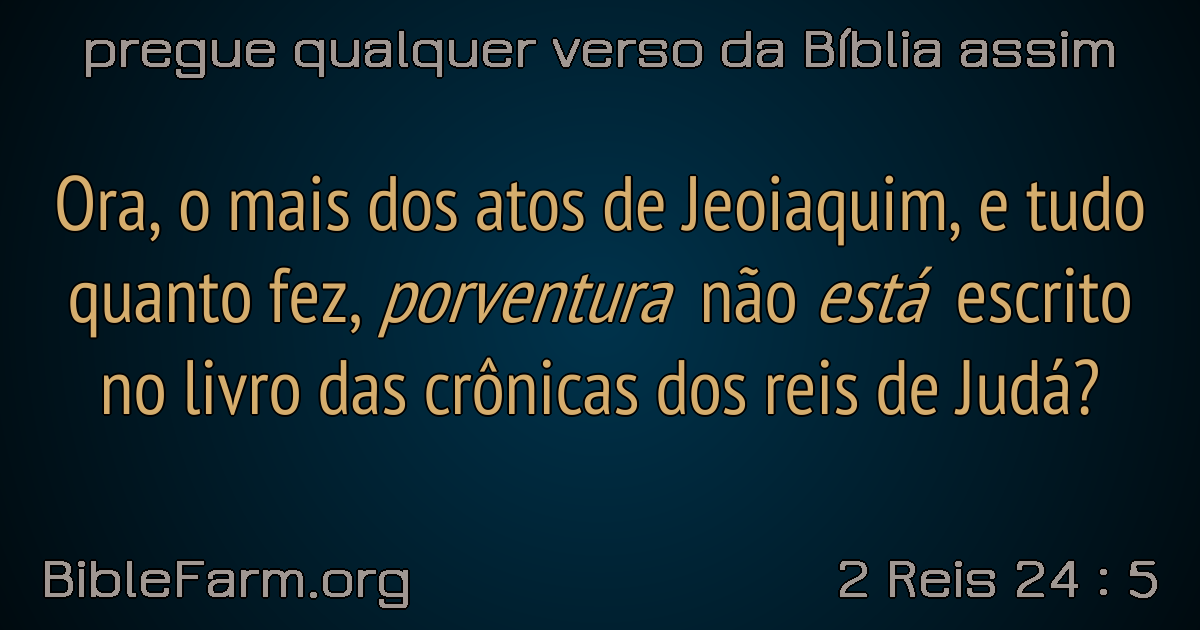 pregue qualquer verso da Bíblia assim
Ora, o mais dos atos de Jeoiaquim, e tudo
quanto fez, porventura não está escrito
no livro das crônicas dos reis de Judá?
BibleFarm.org
2 Reis 24 : 5